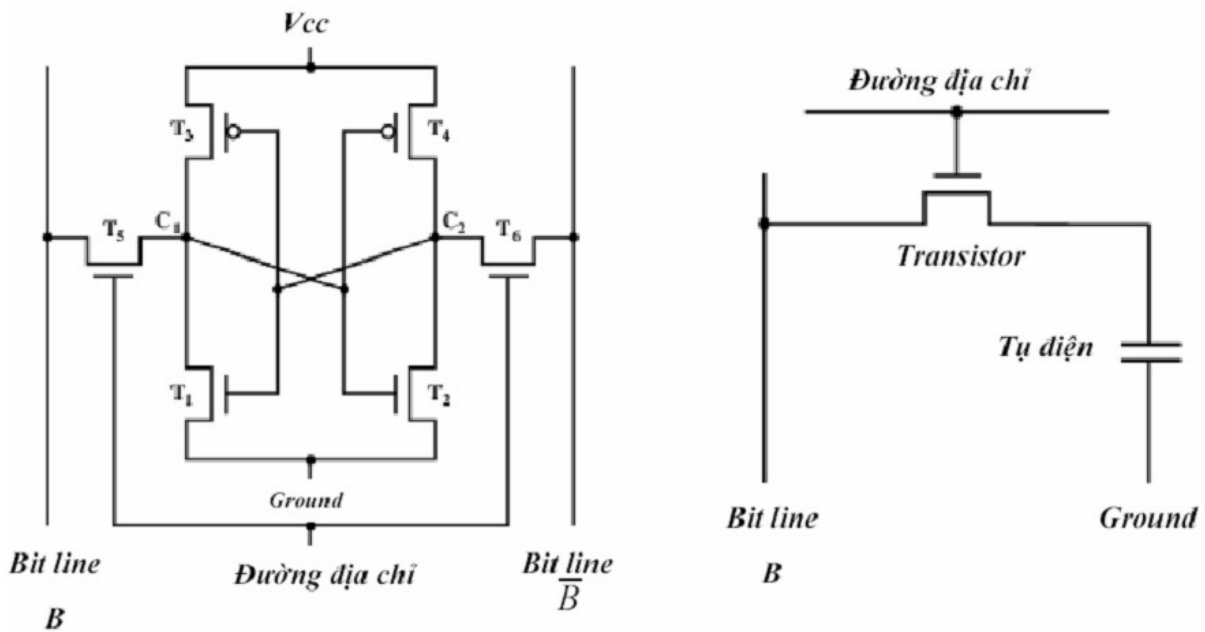 Vcc
T₃
T₄
T₅
C₁
C₂
T₆
T₁
T₂
Ground
Bit line
B
Đường địa chỉ
Bit line
B̅
Đường địa chỉ
Transistor
Tụ điện
Bit line
B
Ground